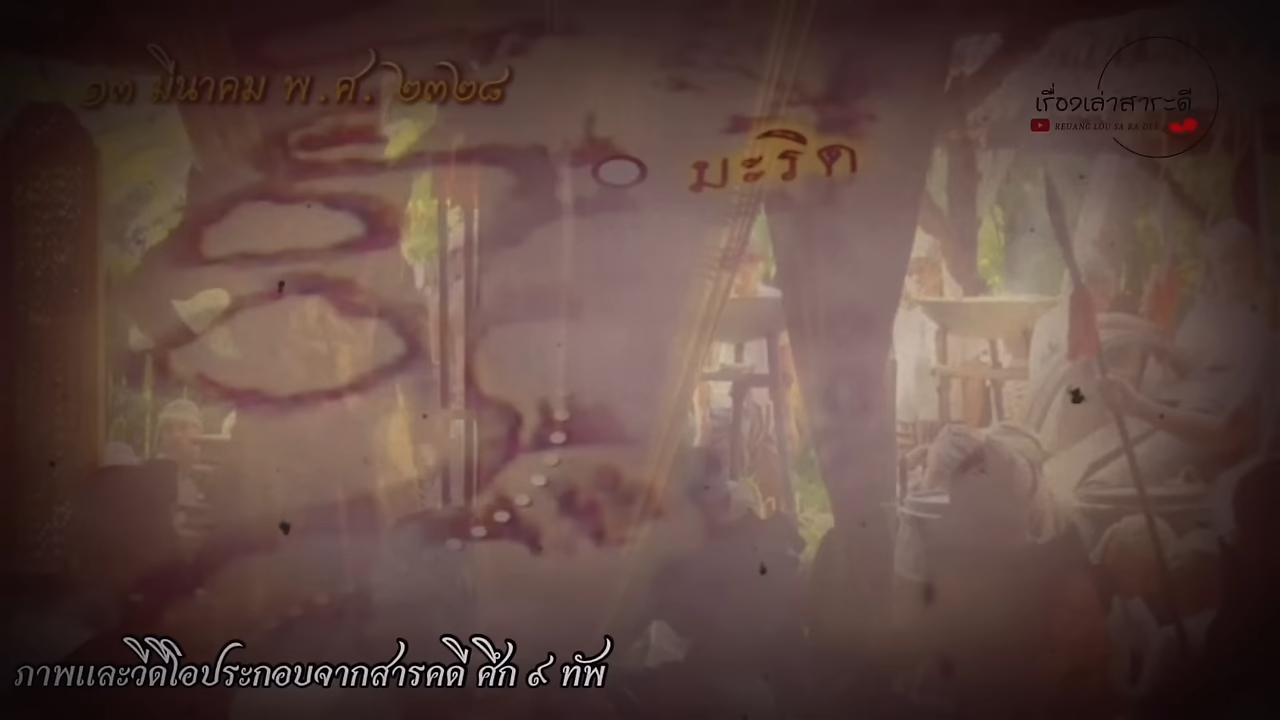 ๑๓ มีนาคม พ.ศ. ๒๓๒๘
เรื่องเล่าสาระดี
REUANG LOU SA RA DEE
มะริด
ภาพและวีดิโอประกอบจากสารคดี ศึก ๙ ทัพ